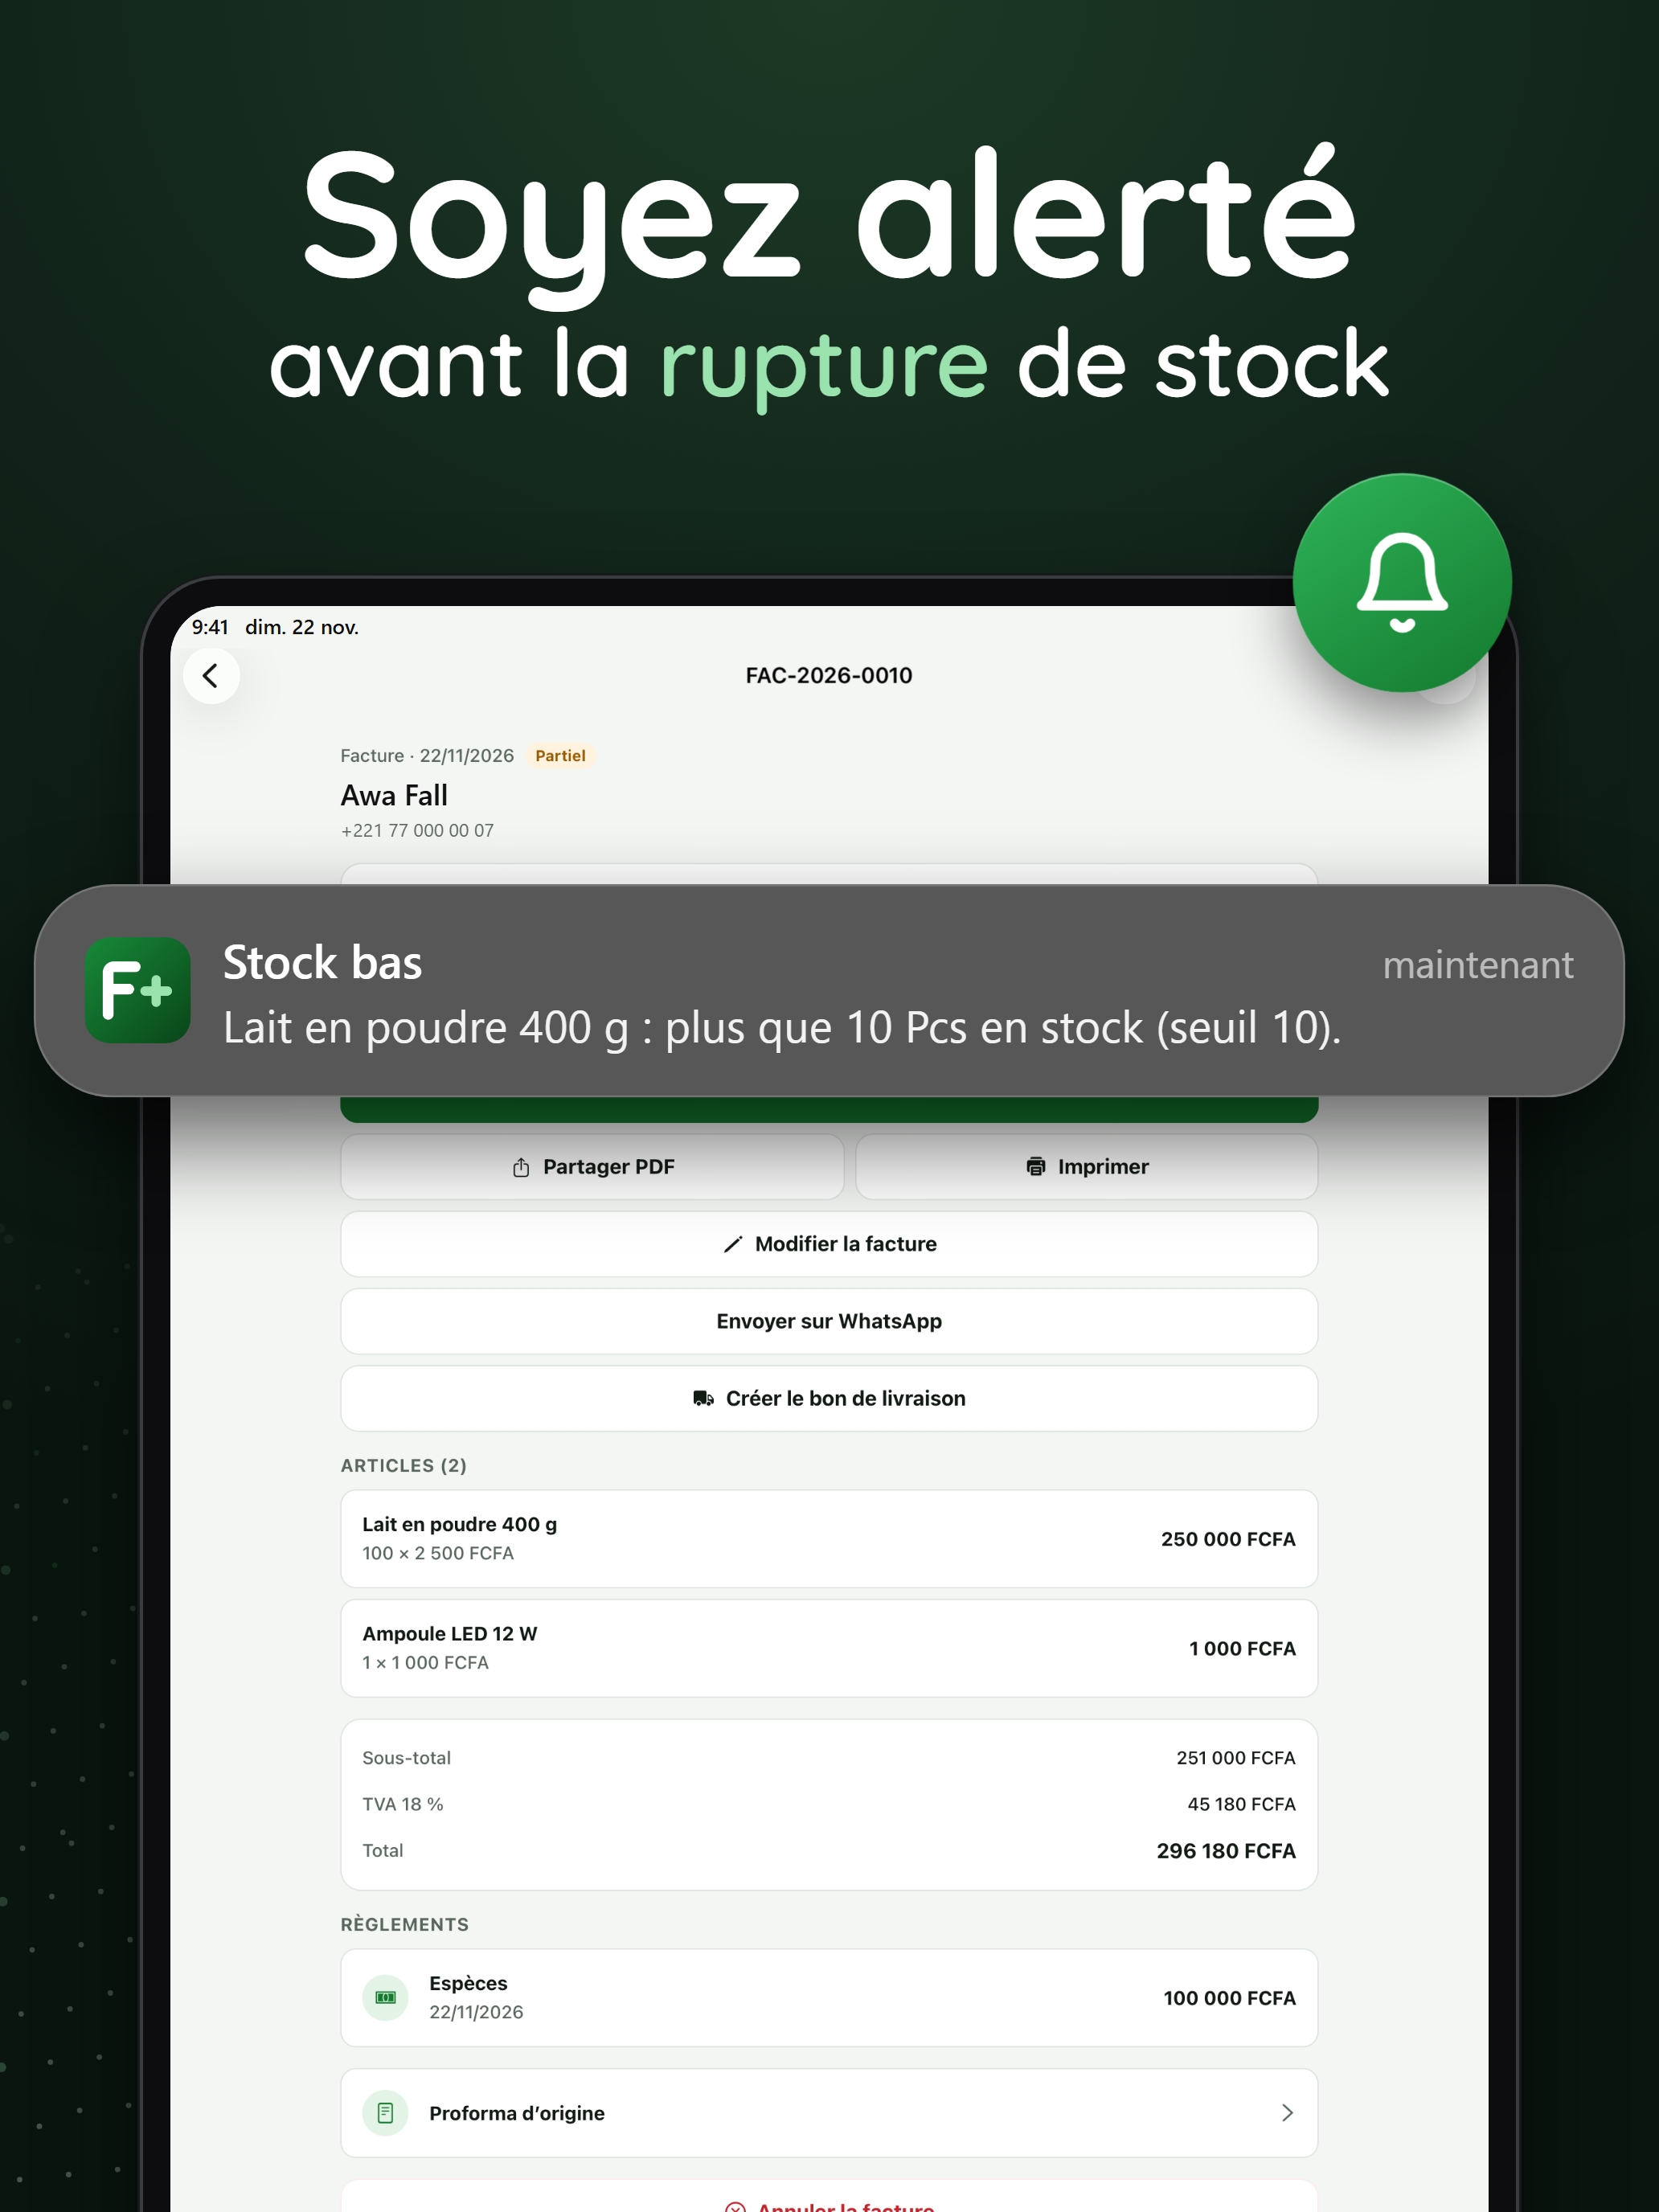 Soyez alerté
avant la rupture de stock
9:41 dim. 22 nov.
FAC-2026-0010
Facture · 22/11/2026 Partiel
Awa Fall
+221 77 000 00 07
F+
Stock bas
maintenant
Lait en poudre 400 g : plus que 10 Pcs en stock (seuil 10).
Partager PDF
Imprimer
Modifier la facture
Envoyer sur WhatsApp
Créer le bon de livraison
ARTICLES (2)
Lait en poudre 400 g
100 × 2 500 FCFA
250 000 FCFA
Ampoule LED 12 W
1 × 1 000 FCFA
1 000 FCFA
Sous-total 251 000 FCFA
TVA 18 % 45 180 FCFA
Total 296 180 FCFA
RÈGLEMENTS
Espèces
22/11/2026
100 000 FCFA
Proforma d’origine
Annuler la facture